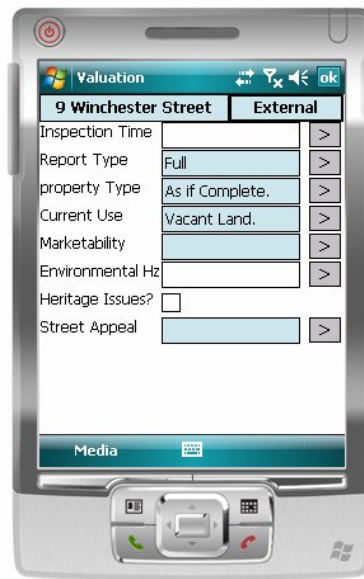 Valuation ok
9 Winchester Street External
Inspection Time >
Report Type Full >
property Type As if Complete. >
Current Use Vacant Land. >
Marketability >
Environmental Hz >
Heritage Issues?
Street Appeal >
Media